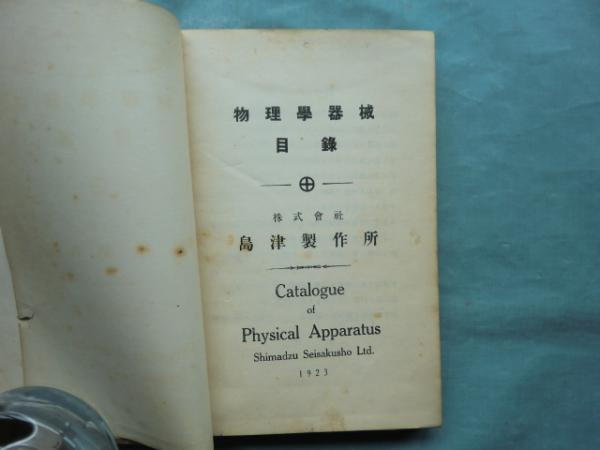 物理學器械
目錄
株式會社
島津製作所
Catalogue
of
Physical Apparatus
Shimadzu Seisakusho Ltd.
1923